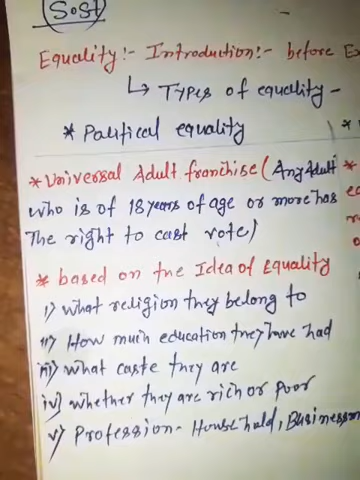 (SoSt)
Equality:- Introduction:- before
↳ Types of equality -
* Political equality
* Universal Adult franchise (Any Adult
who is of 18 years of age or more has
The right to cast vote)
* based on the Idea of Equality
i) What religion they belong to
ii) How much education they have had
iii) what caste they are
iv) whether they are rich or poor
v) Profession - House hold,